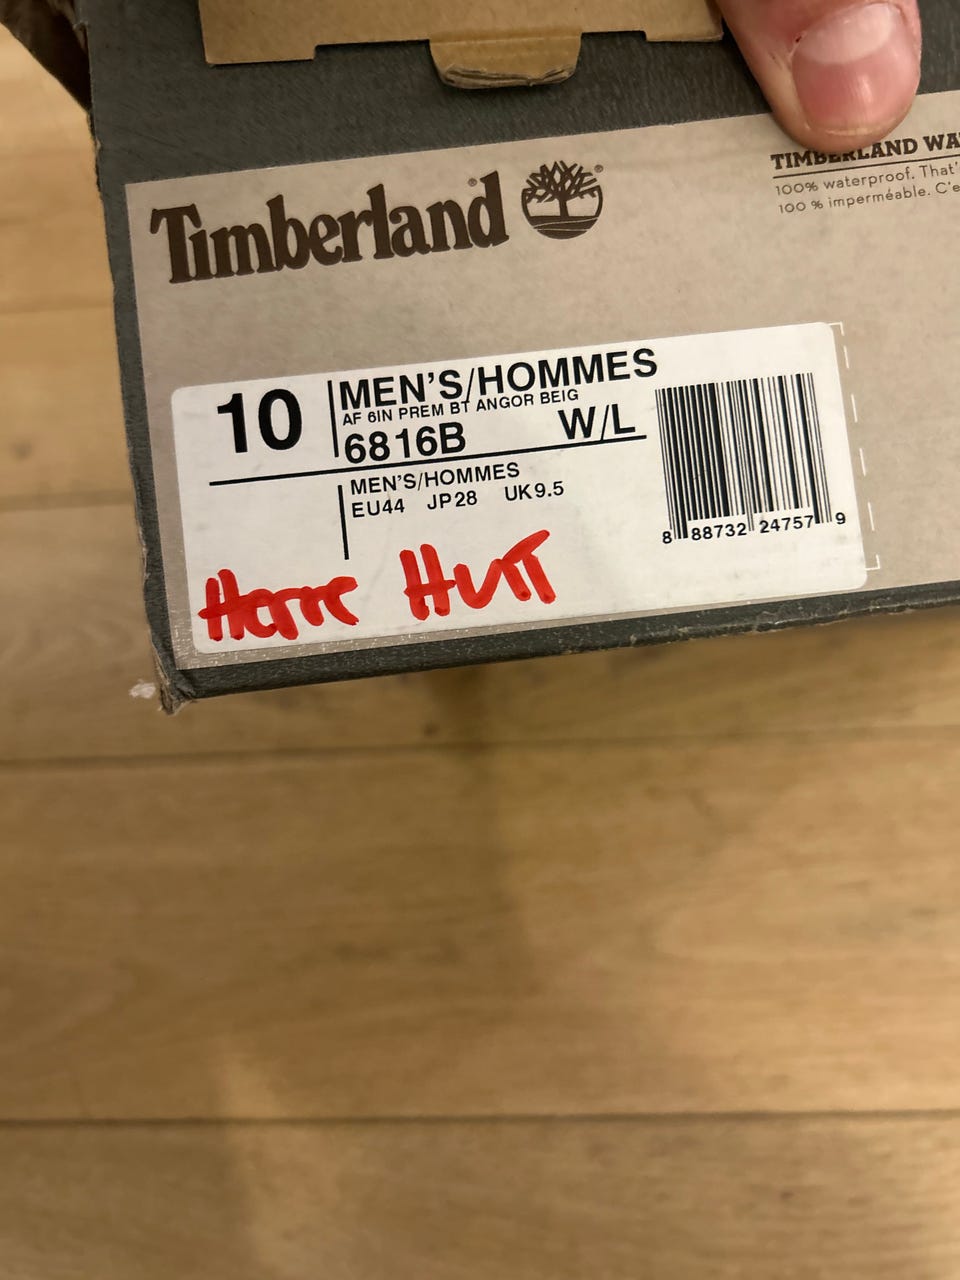 Timberland®
®
TIMBERLAND WA
100% waterproof. That'
100 % imperméable. C'e
10
MEN'S/HOMMES
AF 6IN PREM BT ANGOR BEIG
6816B W/L
MEN'S/HOMMES
EU44 JP28 UK9.5
8 88732 24757 9
Herre Hutt